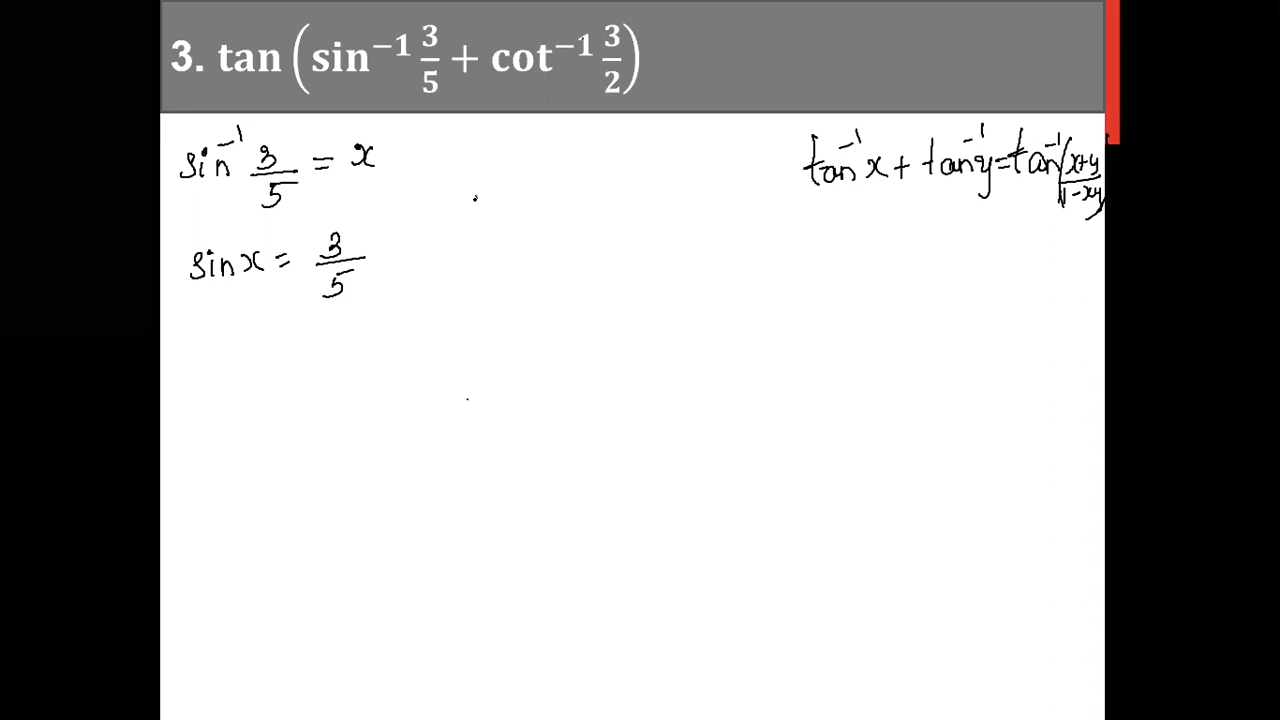 3. tan (sin⁻¹ 3/5 + cot⁻¹ 3/2)
sin⁻¹ 3/5 = x
tan⁻¹x + tan⁻¹y = tan⁻¹(x+y/1-xy)
sin x = 3/5